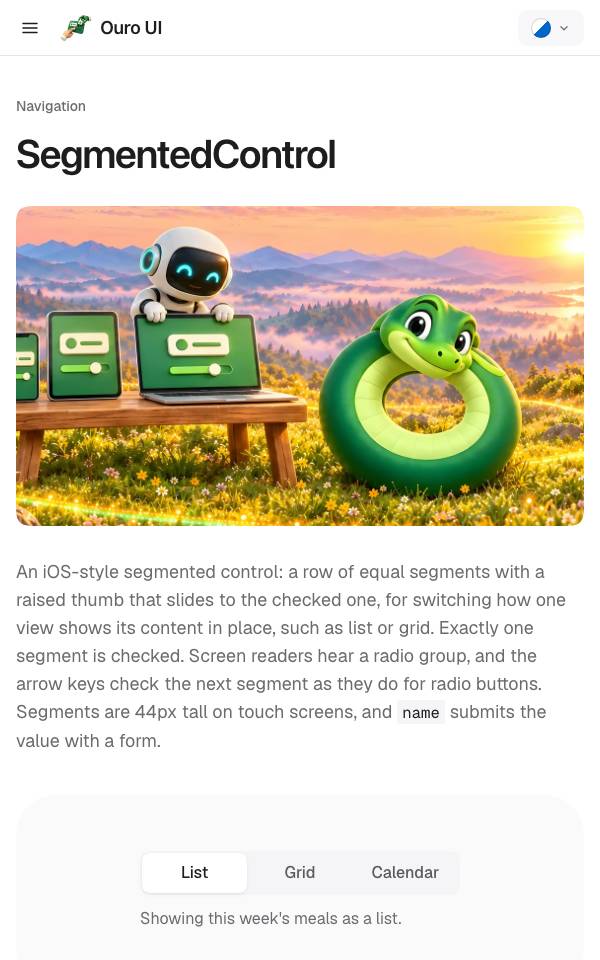 Ouro UI
Navigation
SegmentedControl
An iOS-style segmented control: a row of equal segments with a
raised thumb that slides to the checked one, for switching how one
view shows its content in place, such as list or grid. Exactly one
segment is checked. Screen readers hear a radio group, and the
arrow keys check the next segment as they do for radio buttons.
Segments are 44px tall on touch screens, and name submits the
value with a form.
List Grid Calendar
Showing this week's meals as a list.